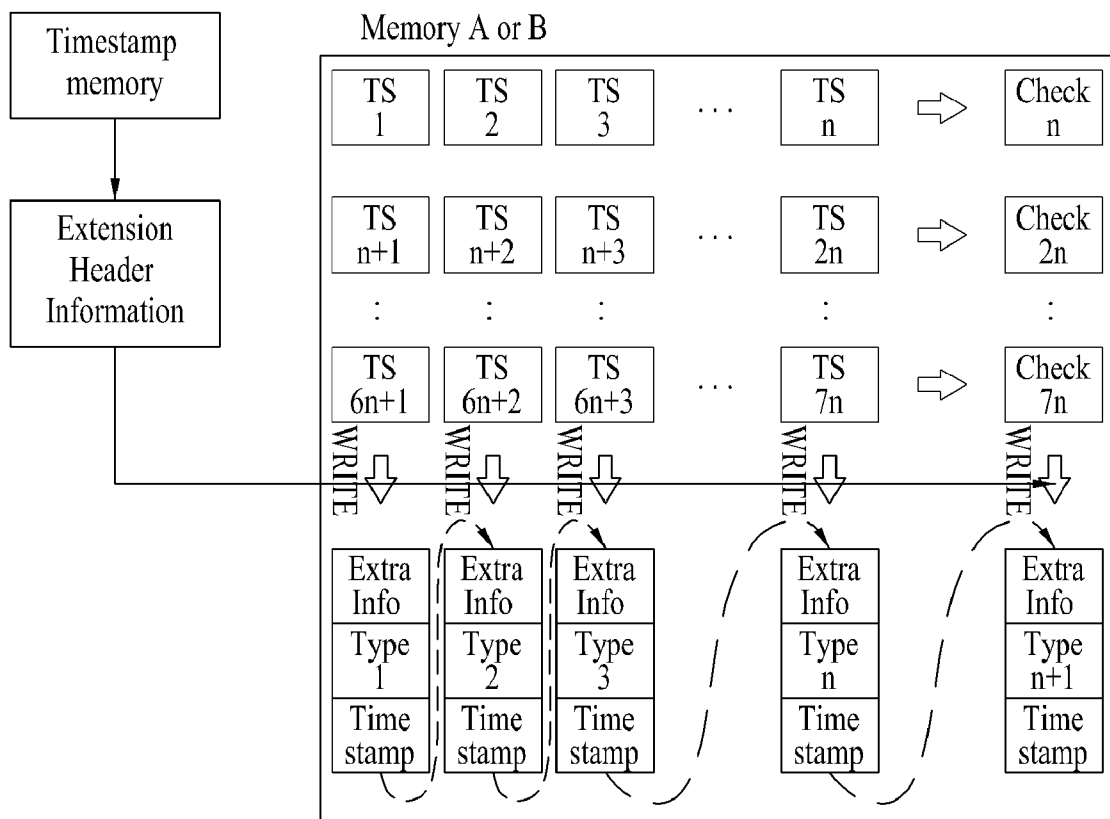 Memory A or B
Timestamp
memory
Extension
Header
Information
TS
1
TS
2
TS
3
. . .
TS
n
Check
n
TS
n+1
TS
n+2
TS
n+3
. . .
TS
2n
Check
2n
: : : : :
TS
6n+1
TS
6n+2
TS
6n+3
. . .
TS
7n
Check
7n
WRITE
WRITE
WRITE
WRITE
WRITE
Extra
Info
Type
1
Time
stamp
Extra
Info
Type
2
Time
stamp
Extra
Info
Type
3
Time
stamp
Extra
Info
Type
n
Time
stamp
Extra
Info
Type
n+1
Time
stamp